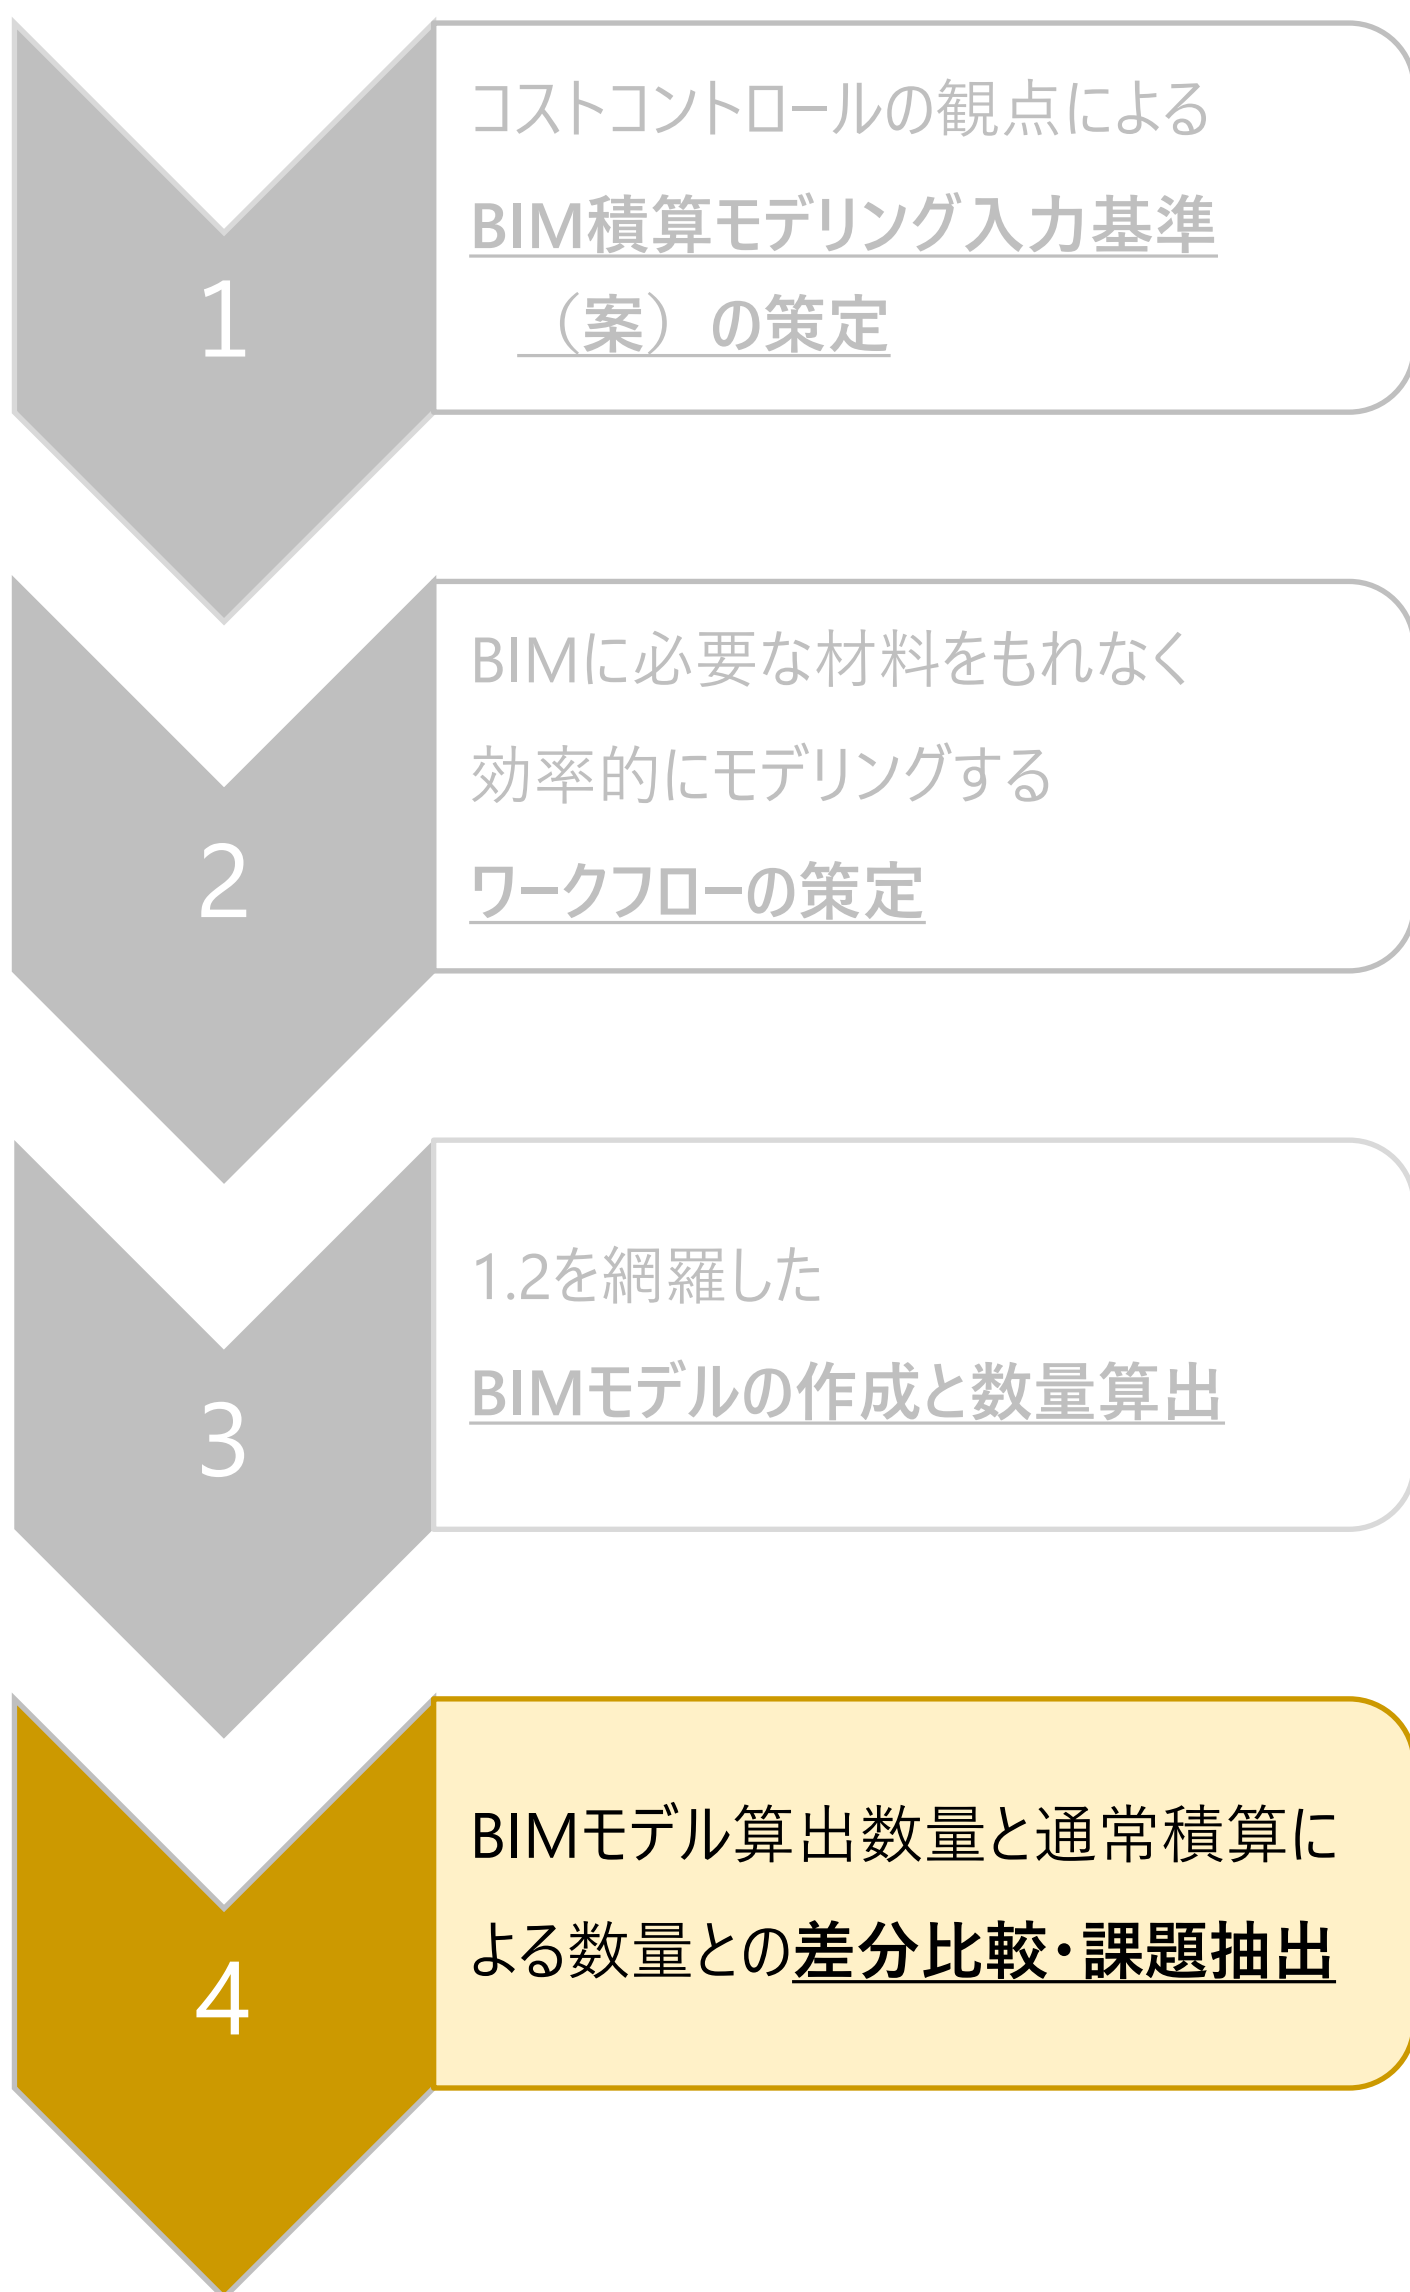 1
コストコントロールの観点による
BIM積算モデリング入力基準
（案）の策定
2
BIMに必要な材料をもれなく
効率的にモデリングする
ワークフローの策定
3
1.2を網羅した
BIMモデルの作成と数量算出
4
BIMモデル算出数量と通常積算に
よる数量との差分比較・課題抽出